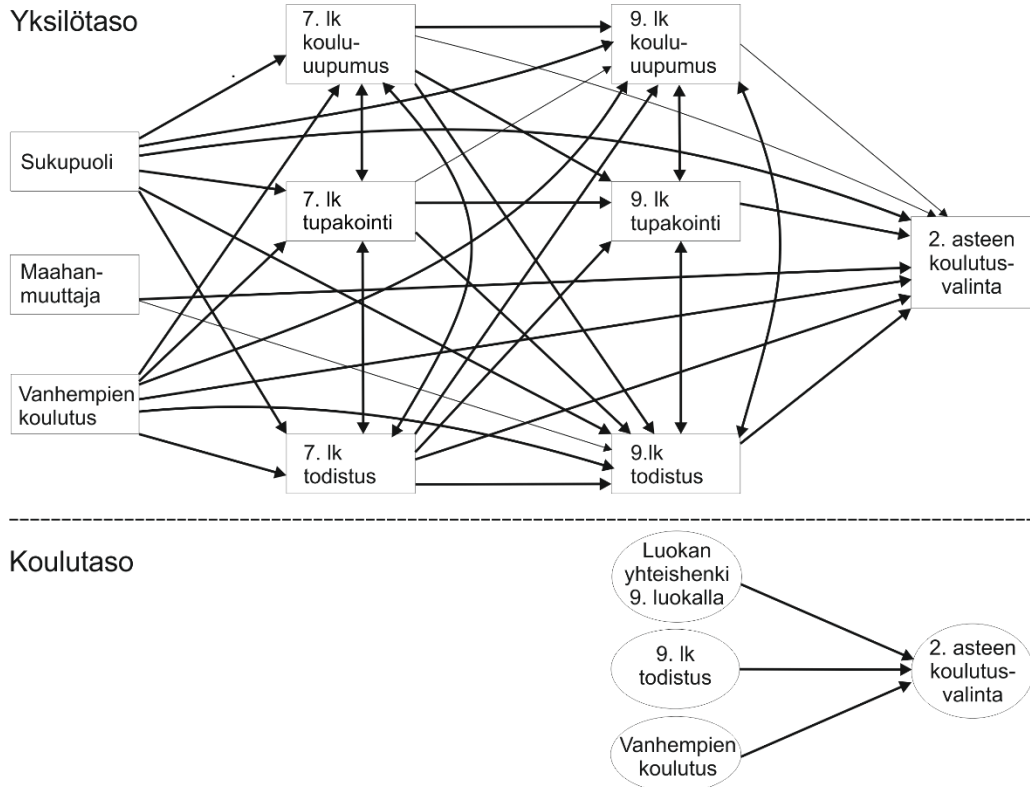 Yksilötaso
7. lk
koulu-
uupumus
9. lk
koulu-
uupumus
Sukupuoli
7. lk
tupakointi
9. lk
tupakointi
Maahan-
muuttaja
2. asteen
koulutus-
valinta
Vanhempien
koulutus
7. lk
todistus
9.lk
todistus
Koulutaso
Luokan
yhteishenki
9. luokalla
9. lk
todistus
2. asteen
koulutus-
valinta
Vanhempien
koulutus